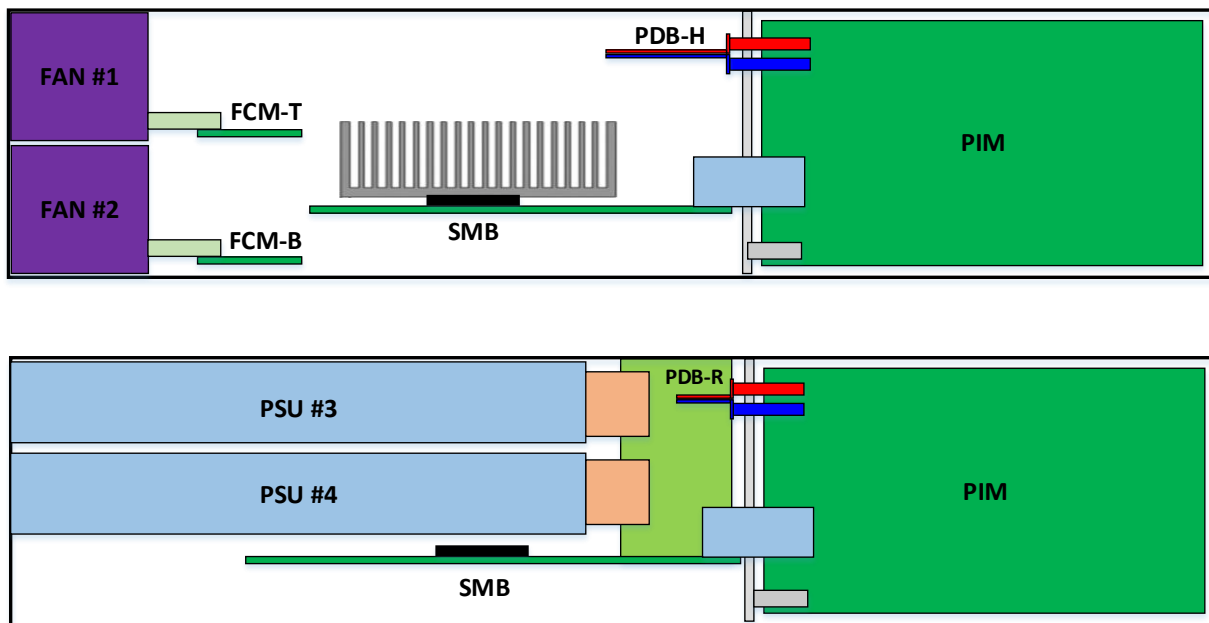 PDB-H
FAN #1
FCM-T
PIM
FAN #2
SMB
FCM-B
PDB-R
PSU #3
PSU #4
PIM
SMB